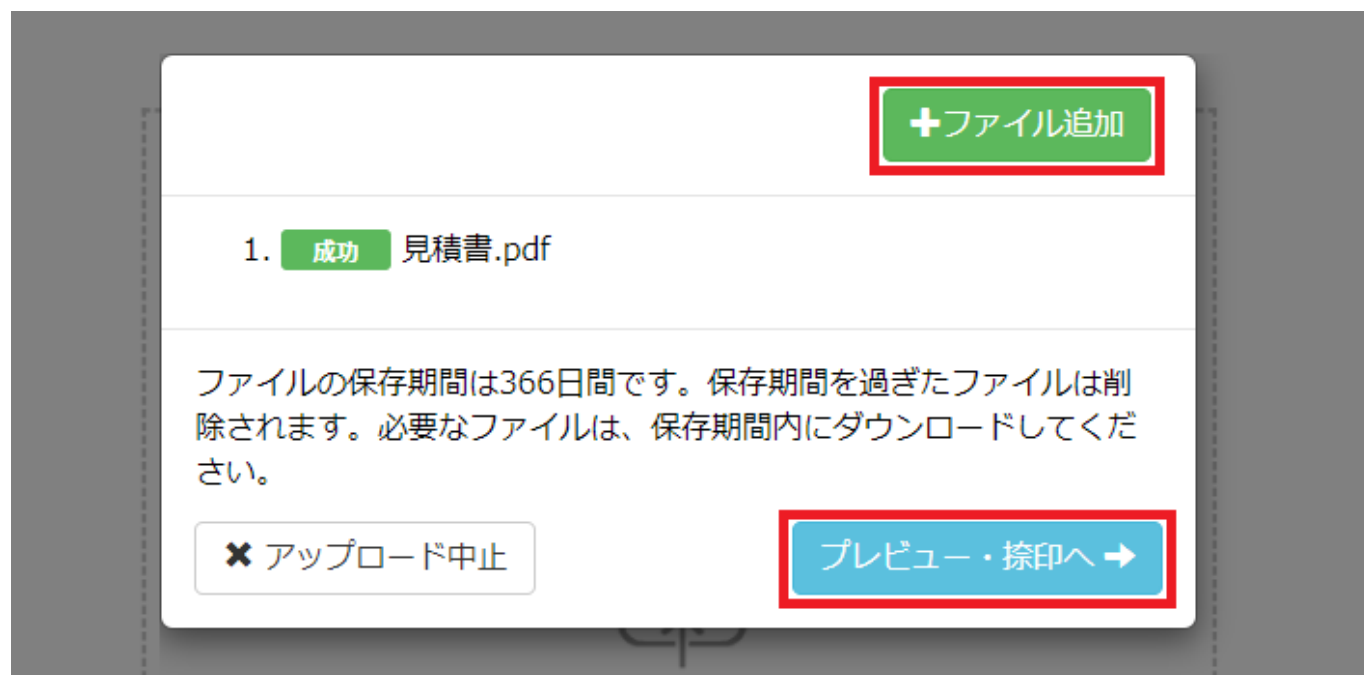 +ファイル追加
1. 成功 見積書.pdf
ファイルの保存期間は366日間です。保存期間を過ぎたファイルは削
除されます。必要なファイルは、保存期間内にダウンロードしてくだ
さい。
✖ アップロード中止
プレビュー・捺印へ ➜